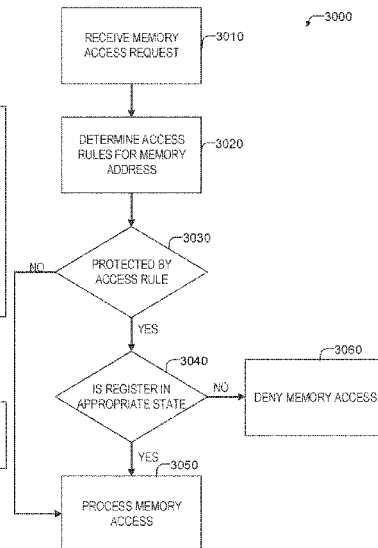 3000
RECEIVE MEMORY
ACCESS REQUEST
3010
DETERMINE ACCESS
RULES FOR MEMORY
ADDRESS
3020
3030
PROTECTED BY
ACCESS RULE
NO
YES
3040
IS REGISTER IN
APPROPRIATE STATE
NO
3060
DENY MEMORY ACCESS
YES
3050
PROCESS MEMORY
ACCESS